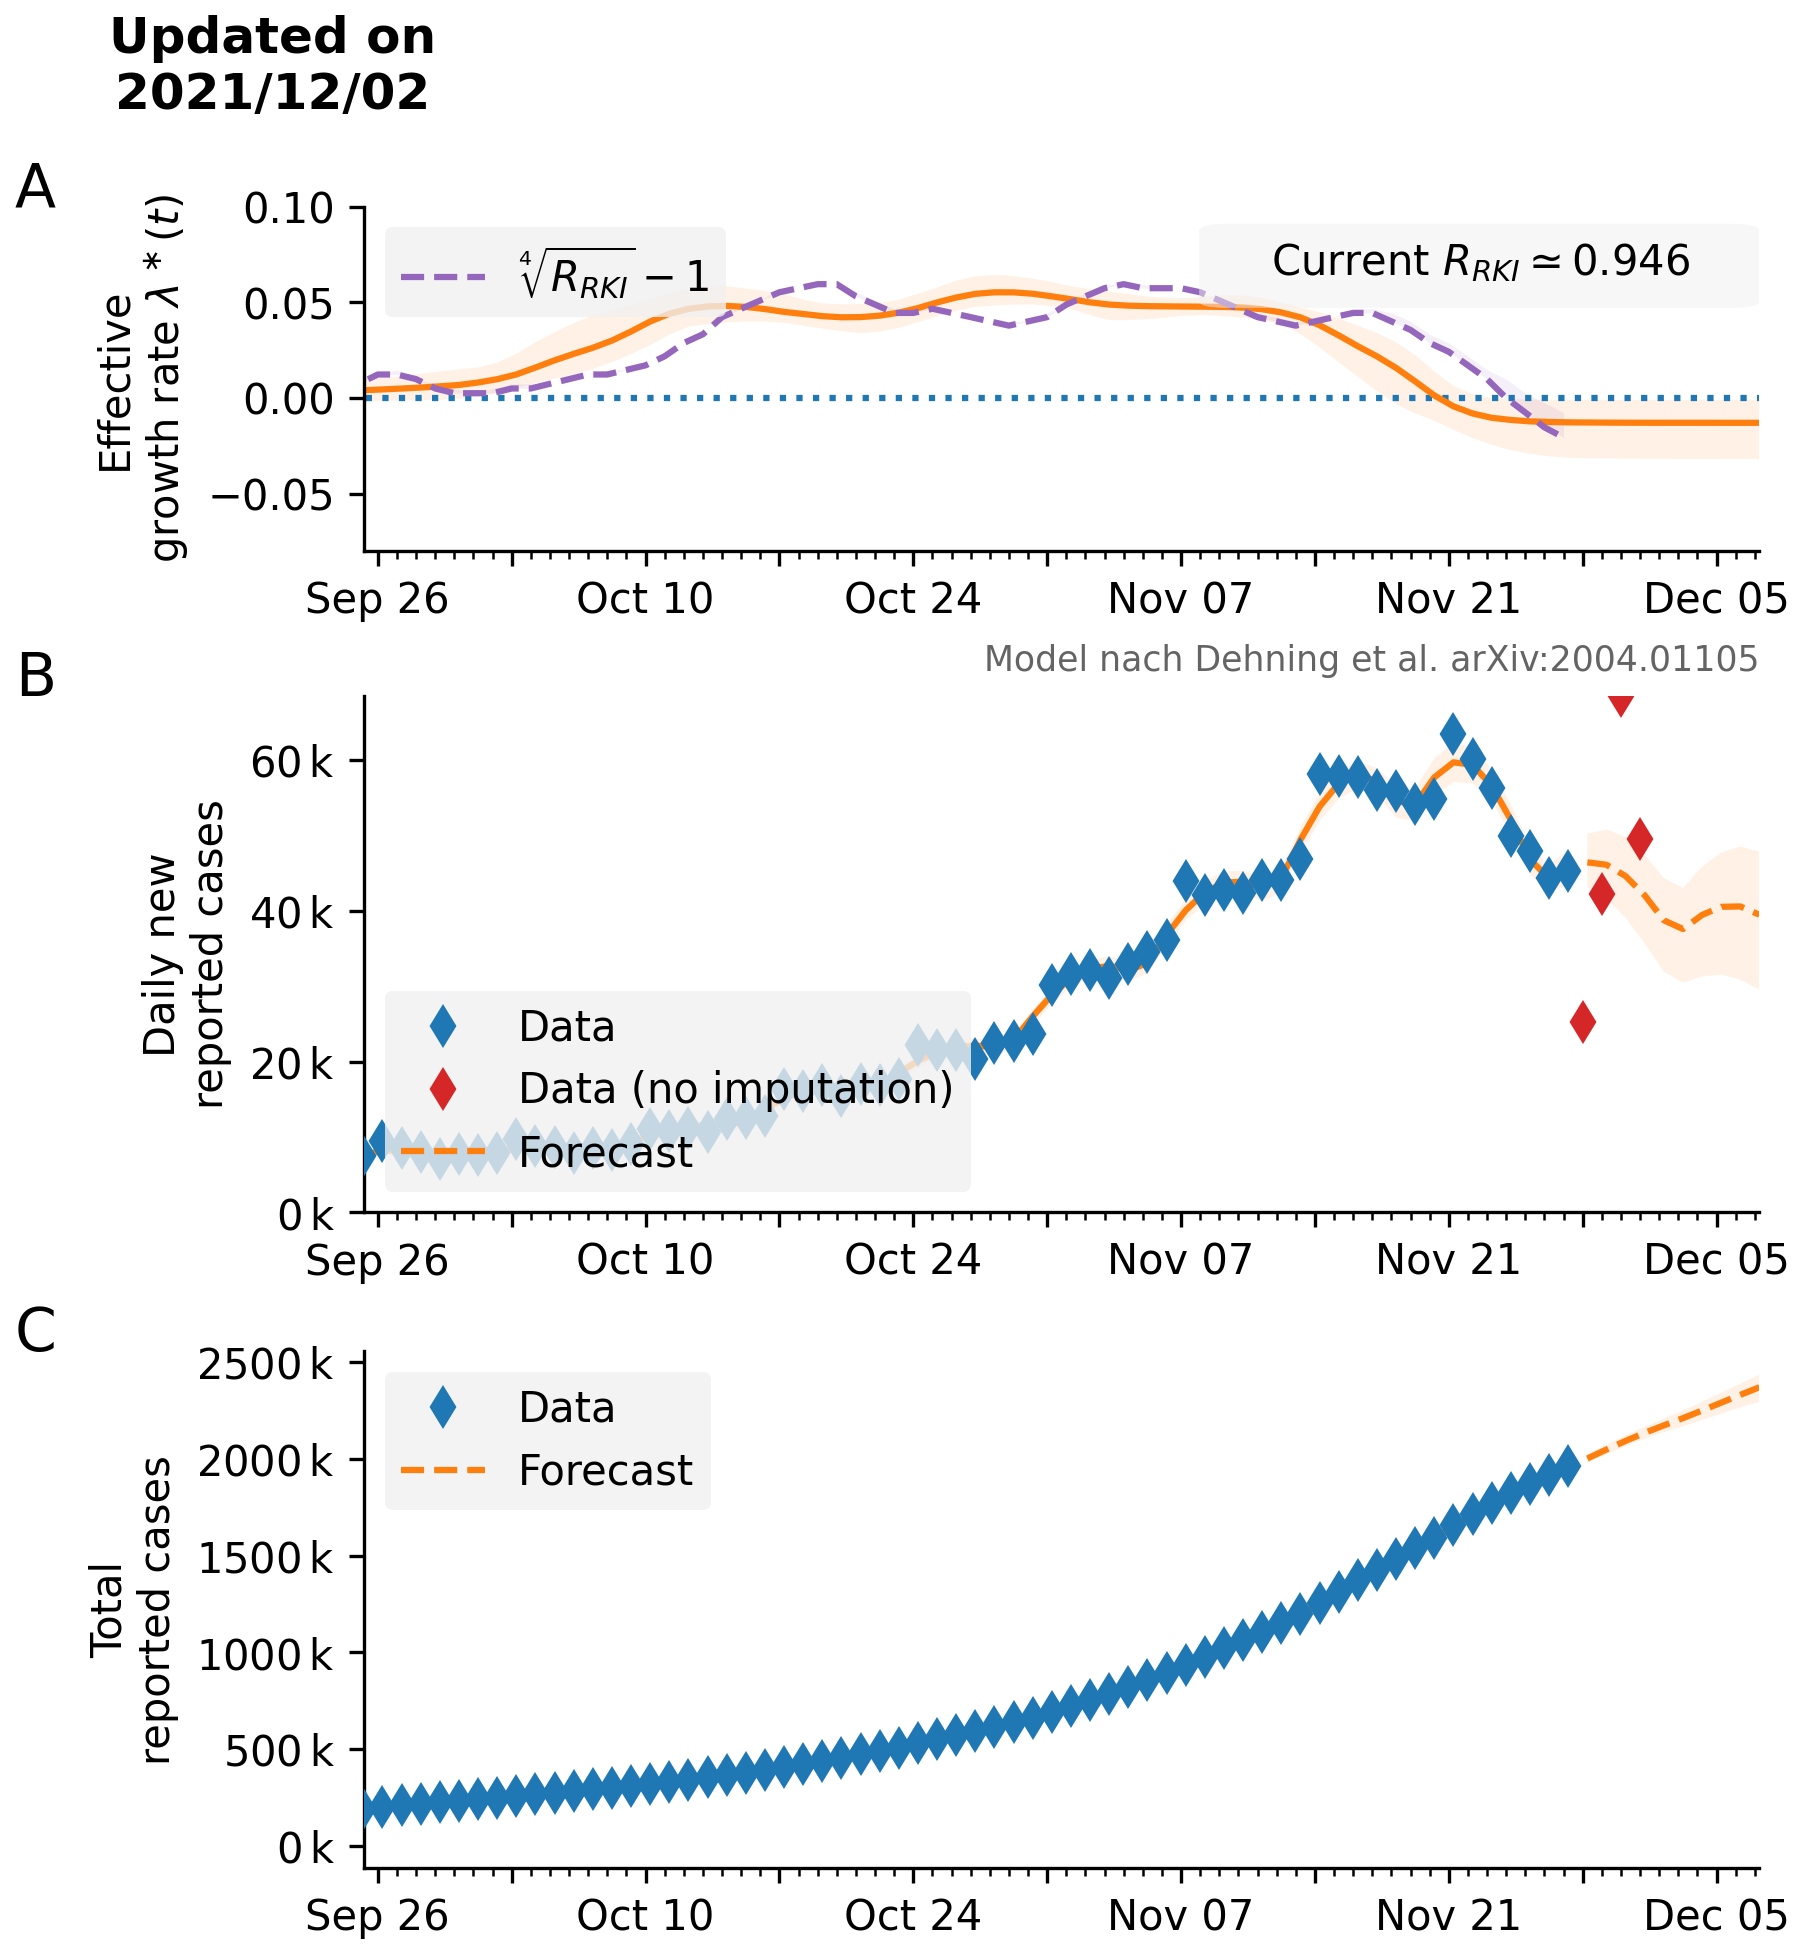 Updated on
2021/12/02
A
Effective
growth rate λ * (t)
0.10
0.05
0.00
−0.05
∜R_RKI − 1
Current R_RKI ≃ 0.946
Sep 26 Oct 10 Oct 24 Nov 07 Nov 21 Dec 05
Model nach Dehning et al. arXiv:2004.01105
B
Daily new
reported cases
60 k
40 k
20 k
0 k
Data
Data (no imputation)
Forecast
Sep 26 Oct 10 Oct 24 Nov 07 Nov 21 Dec 05
C
Total
reported cases
2500 k
2000 k
1500 k
1000 k
500 k
0 k
Data
Forecast
Sep 26 Oct 10 Oct 24 Nov 07 Nov 21 Dec 05